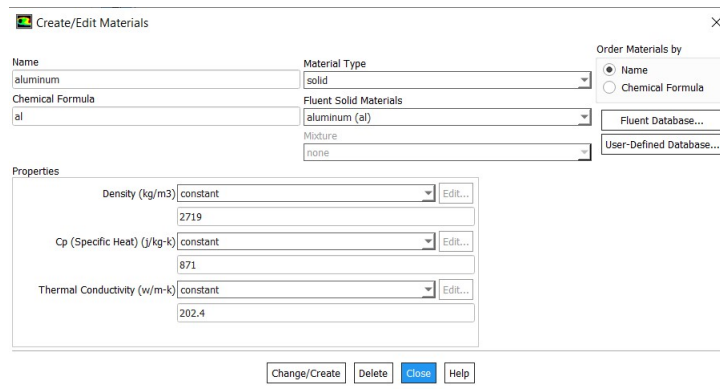 Create/Edit Materials
Name
aluminum
Material Type
solid
Order Materials by
Name
Chemical Formula
Chemical Formula
al
Fluent Solid Materials
aluminum (al)
Fluent Database...
Mixture
none
User-Defined Database...
Properties
Density (kg/m3) constant Edit...
2719
Cp (Specific Heat) (j/kg-k) constant Edit...
871
Thermal Conductivity (w/m-k) constant Edit...
202.4
Change/Create Delete Close Help